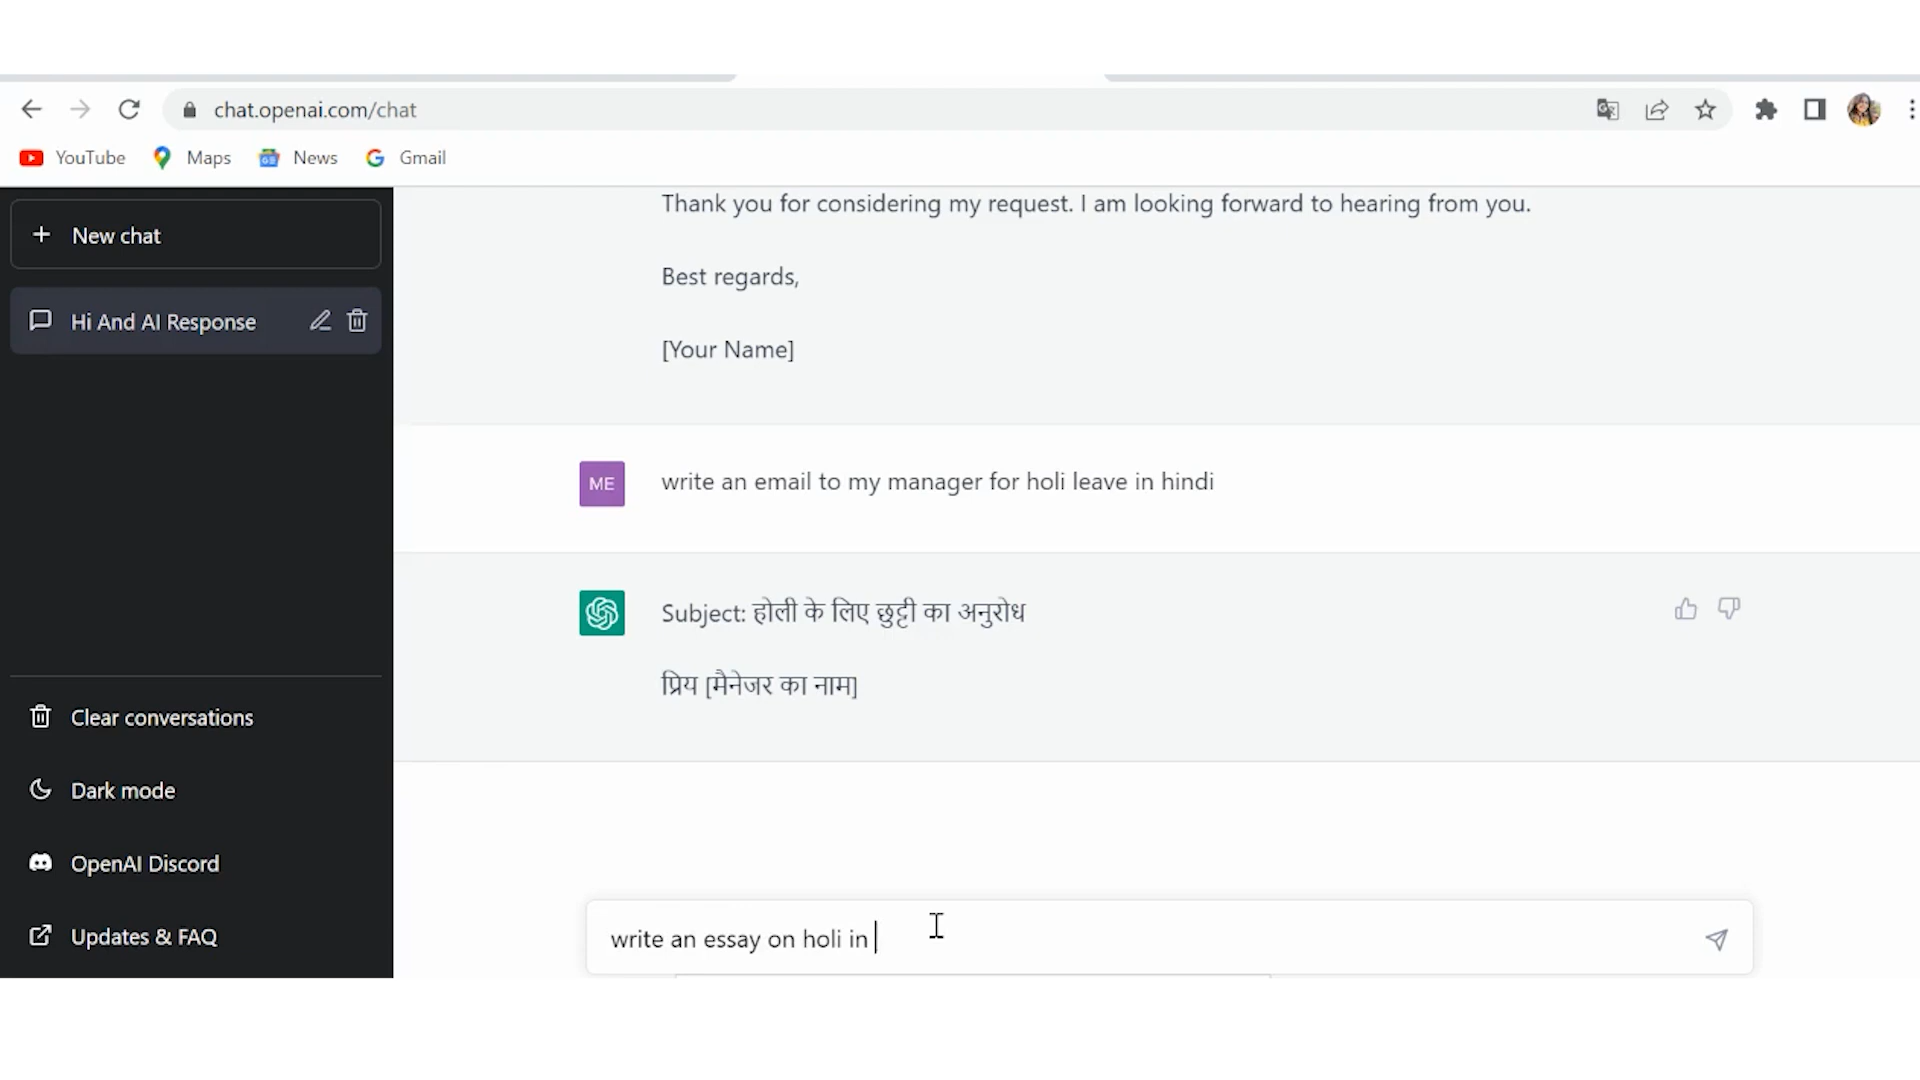 chat.openai.com/chat
YouTube Maps News Gmail
New chat
Hi And AI Response
Clear conversations
Dark mode
OpenAI Discord
Updates & FAQ
Thank you for considering my request. I am looking forward to hearing from you.
Best regards,
[Your Name]
ME write an email to my manager for holi leave in hindi
Subject: होली के लिए छुट्टी का अनुरोध
प्रिय [मैनेजर का नाम]
write an essay on holi in